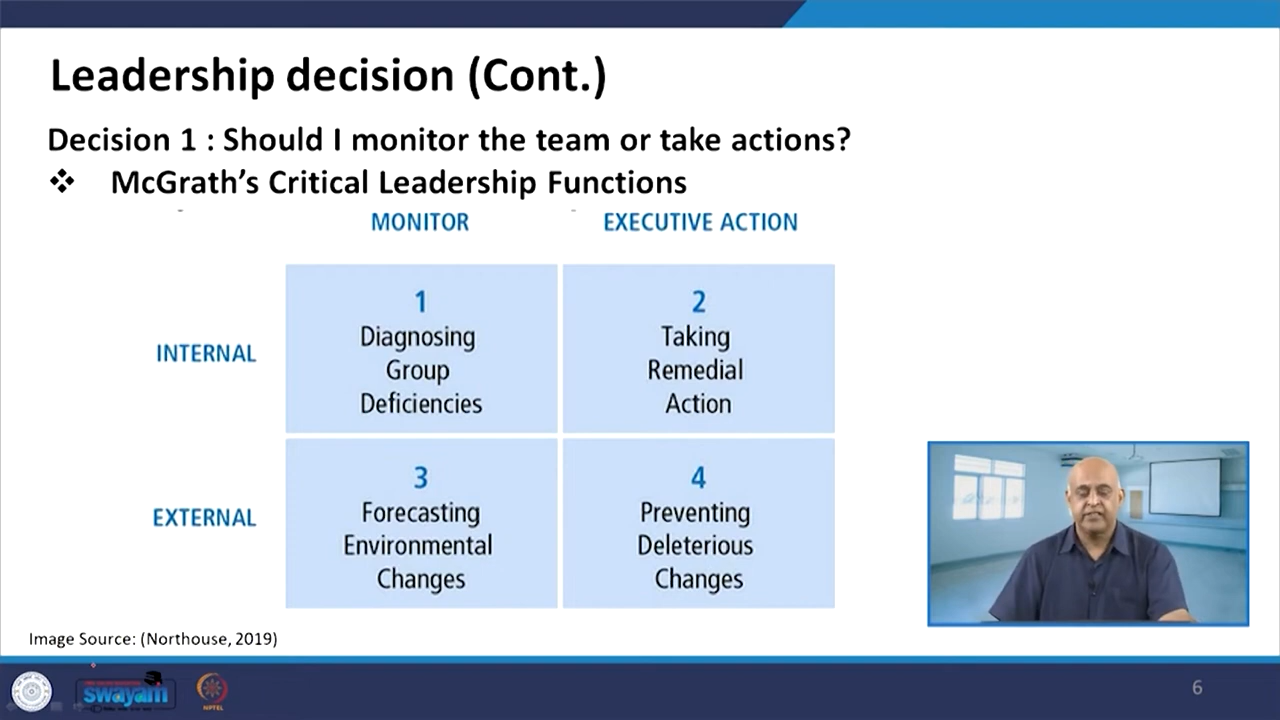 Leadership decision (Cont.)
Decision 1 : Should I monitor the team or take actions?
❖ McGrath’s Critical Leadership Functions
MONITOR EXECUTIVE ACTION
INTERNAL
1
Diagnosing
Group
Deficiencies
2
Taking
Remedial
Action
EXTERNAL
3
Forecasting
Environmental
Changes
4
Preventing
Deleterious
Changes
Image Source: (Northouse, 2019)
swayam
NPTEL
6